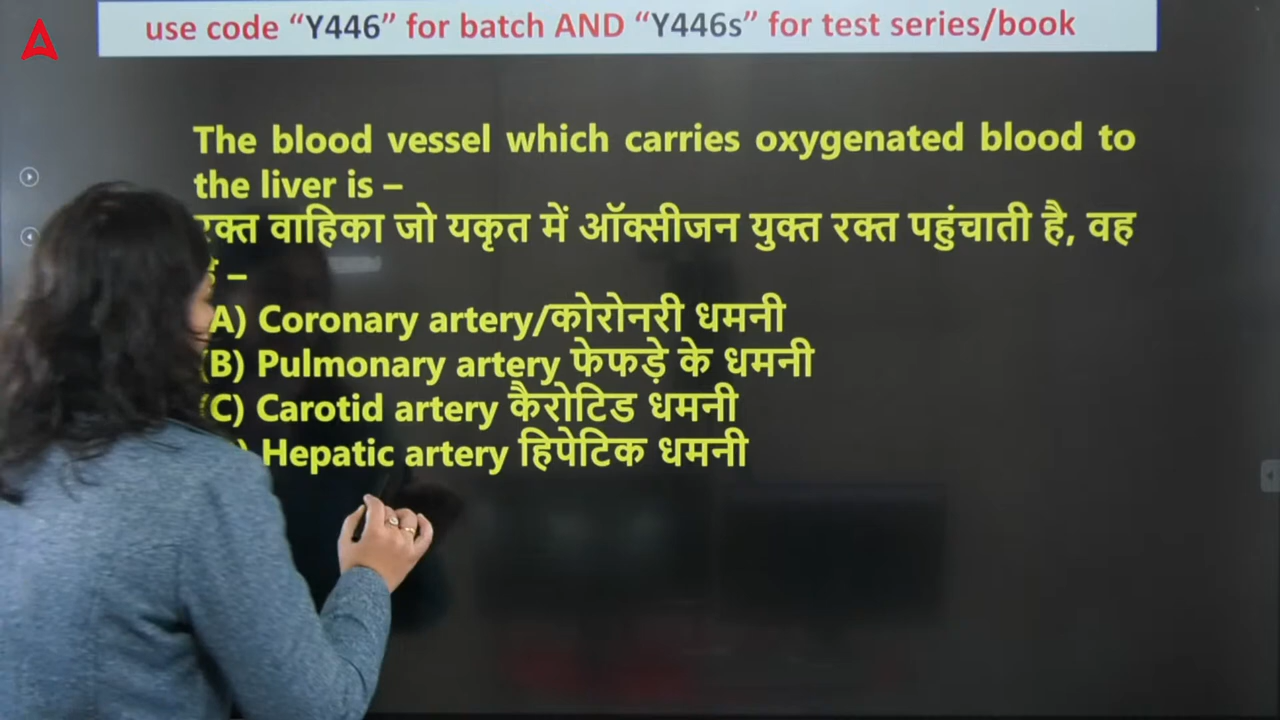 use code “Y446” for batch AND “Y446s” for test series/book
The blood vessel which carries oxygenated blood to
the liver is –
रक्त वाहिका जो यकृत में ऑक्सीजन युक्त रक्त पहुंचाती है, वह
–
A) Coronary artery/कोरोनरी धमनी
(B) Pulmonary artery फेफड़े के धमनी
(C) Carotid artery कैरोटिड धमनी
) Hepatic artery हिपेटिक धमनी